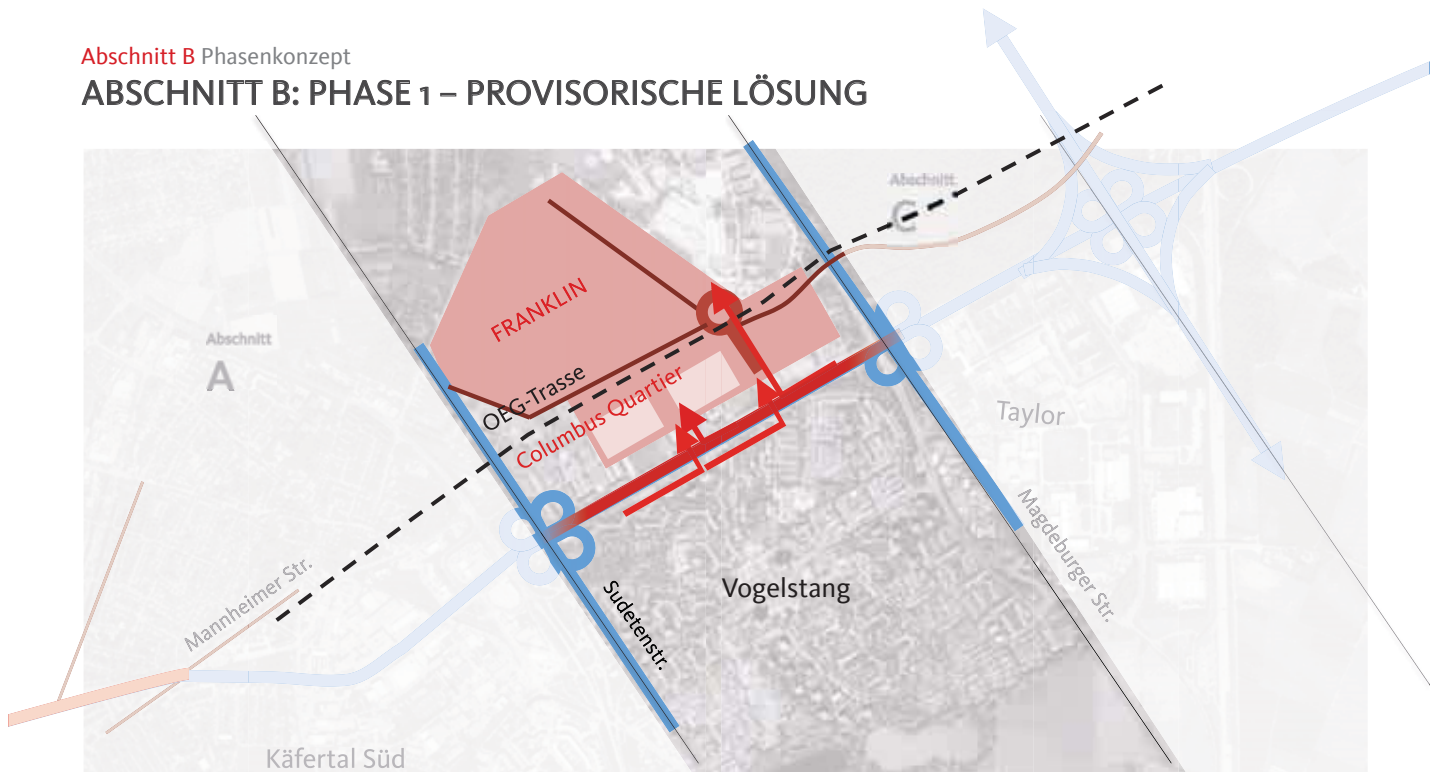 Abschnitt B Phasenkonzept
ABSCHNITT B: PHASE 1 – PROVISORISCHE LÖSUNG
Abschnitt
C
FRANKLIN
Abschnitt
A
OEG-Trasse
Columbus Quartier
Taylor
Magdeburger Str.
Mannheimer Str.
Sudetenstr.
Vogelstang
Käfertal Süd